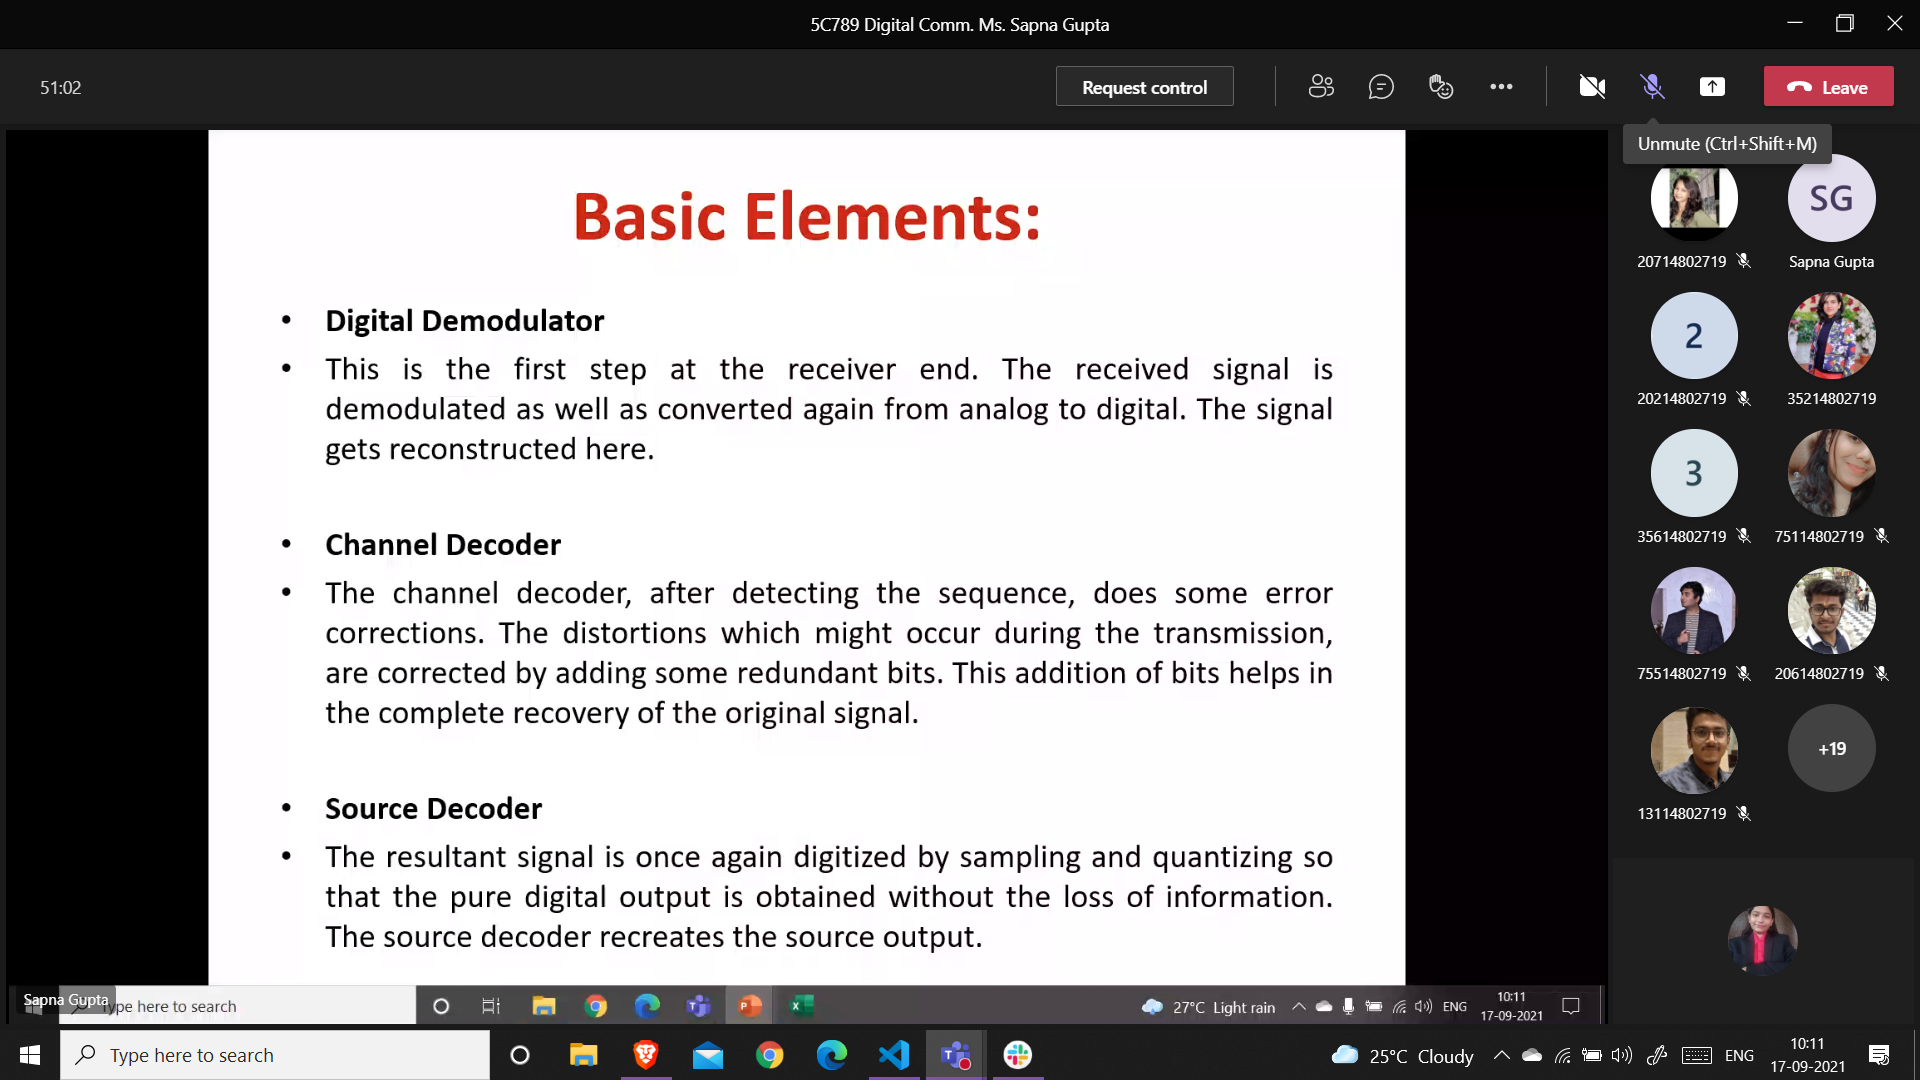 5C789 Digital Comm. Ms. Sapna Gupta
51:02
Request control
Leave
Unmute (Ctrl+Shift+M)
Basic Elements:
• Digital Demodulator
• This is the first step at the receiver end. The received signal is
demodulated as well as converted again from analog to digital. The signal
gets reconstructed here.
• Channel Decoder
• The channel decoder, after detecting the sequence, does some error
corrections. The distortions which might occur during the transmission,
are corrected by adding some redundant bits. This addition of bits helps in
the complete recovery of the original signal.
• Source Decoder
• The resultant signal is once again digitized by sampling and quantizing so
that the pure digital output is obtained without the loss of information.
The source decoder recreates the source output.
SG
20714802719
Sapna Gupta
2
20214802719
35214802719
3
35614802719
75114802719
75514802719
20614802719
+19
13114802719
Sapna Gupta
ype here to search
27°C Light rain
ENG
10:11
17-09-2021
Type here to search
25°C Cloudy
ENG
10:11
17-09-2021